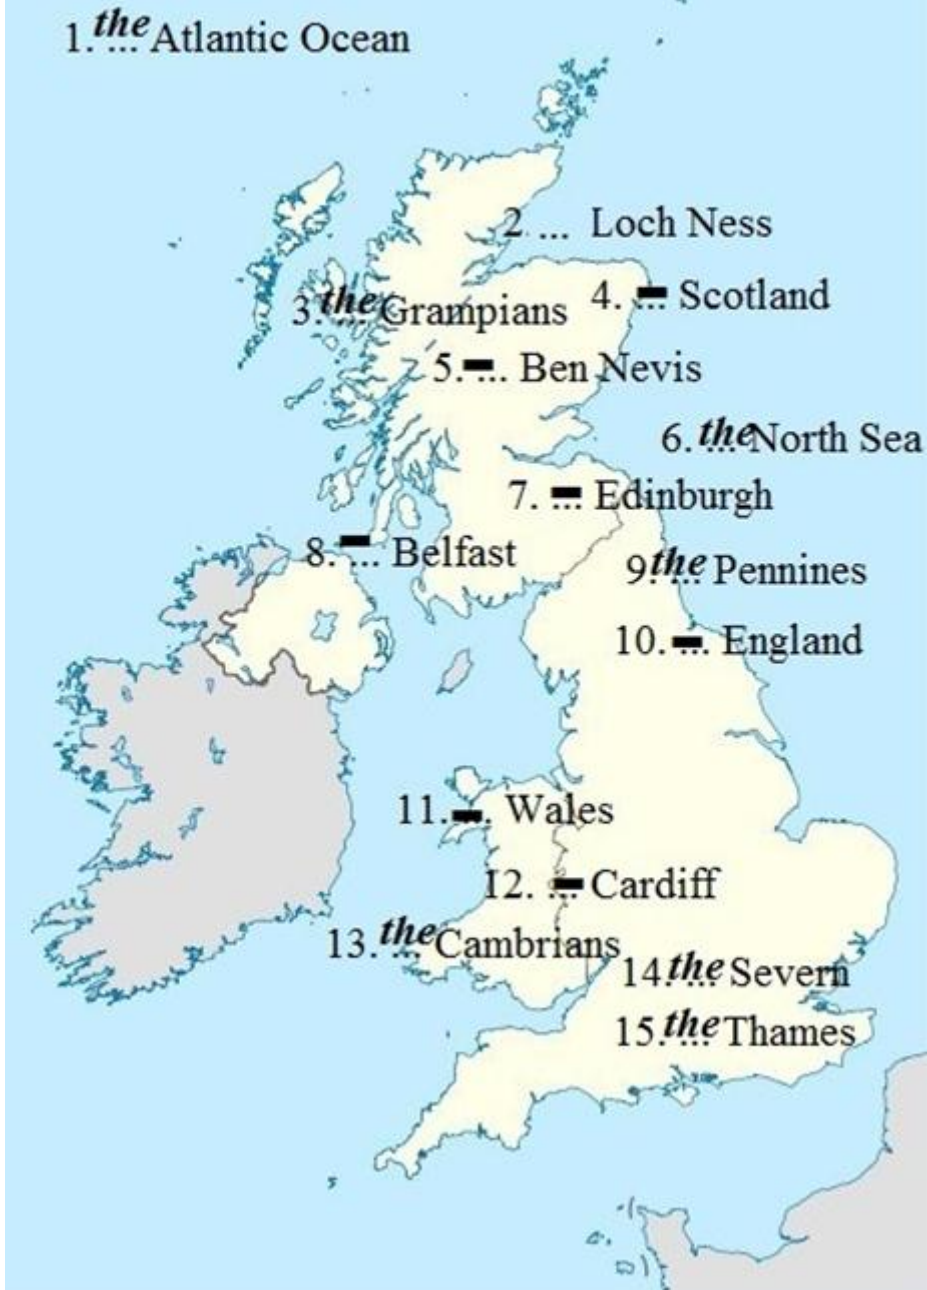 1. the ... Atlantic Ocean
2 ... Loch Ness
3. the ... Grampians
4. ... Scotland
5. ... Ben Nevis
6. the ... North Sea
7. ... Edinburgh
8. ... Belfast
9. the ... Pennines
10. ... England
11. ... Wales
12. ... Cardiff
13. the ... Cambrians
14. the ... Severn
15. the ... Thames